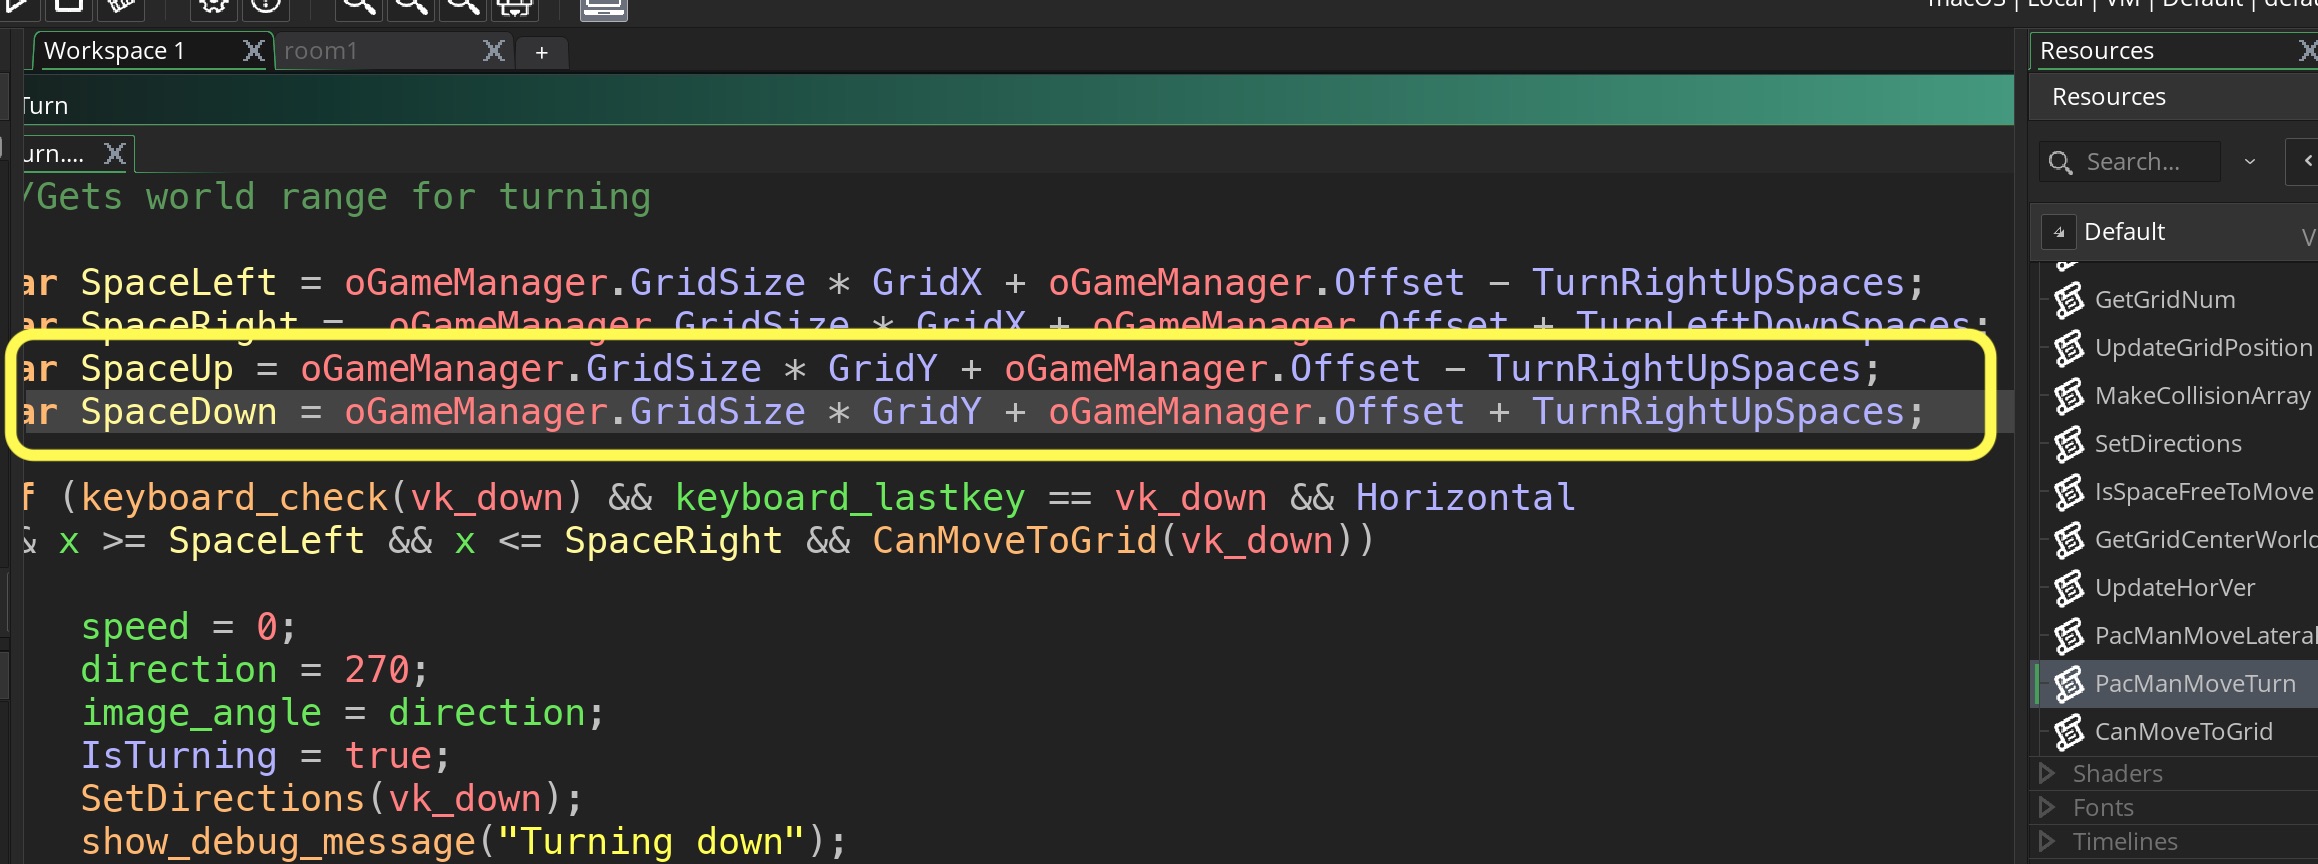 macOS | Local | VM | Default |
Workspace 1
room1
+
Turn
urn....
/Gets world range for turning
ar SpaceLeft = oGameManager.GridSize * GridX + oGameManager.Offset - TurnRightUpSpaces;
ar SpaceRight =  oGameManager.GridSize * GridX + oGameManager.Offset + TurnLeftDownSpaces;
ar SpaceUp = oGameManager.GridSize * GridY + oGameManager.Offset - TurnRightUpSpaces;
ar SpaceDown = oGameManager.GridSize * GridY + oGameManager.Offset + TurnRightUpSpaces;
f (keyboard_check(vk_down) && keyboard_lastkey == vk_down && Horizontal
& x >= SpaceLeft && x <= SpaceRight && CanMoveToGrid(vk_down))
speed = 0;
direction = 270;
image_angle = direction;
IsTurning = true;
SetDirections(vk_down);
show_debug_message("Turning down");
Resources
Resources
Search...
Default
GetGridNum
UpdateGridPosition
MakeCollisionArray
SetDirections
IsSpaceFreeToMove
GetGridCenterWorld
UpdateHorVer
PacManMoveLateral
PacManMoveTurn
CanMoveToGrid
Shaders
Fonts
Timelines